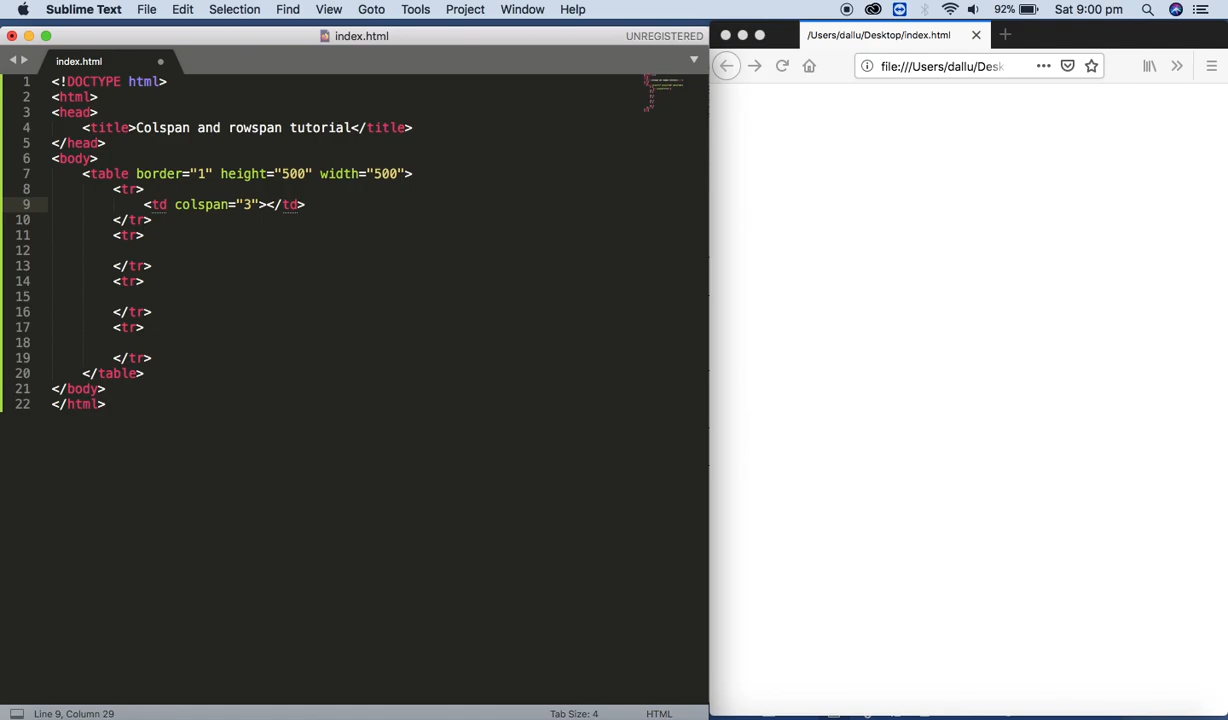 Sublime Text File Edit Selection Find View Goto Tools Project Window Help 92% Sat 9:00 pm
index.html UNREGISTERED
/Users/dallu/Desktop/index.html
index.html
file:///Users/dallu/Desk
1 <!DOCTYPE html>
2 <html>
3 <head>
4 <title>Colspan and rowspan tutorial</title>
5 </head>
6 <body>
7 <table border="1" height="500" width="500">
8 <tr>
9 <td colspan="3"></td>
10 </tr>
11 <tr>
12
13 </tr>
14 <tr>
15
16 </tr>
17 <tr>
18
19 </tr>
20 </table>
21 </body>
22 </html>
Line 9, Column 29 Tab Size: 4 HTML